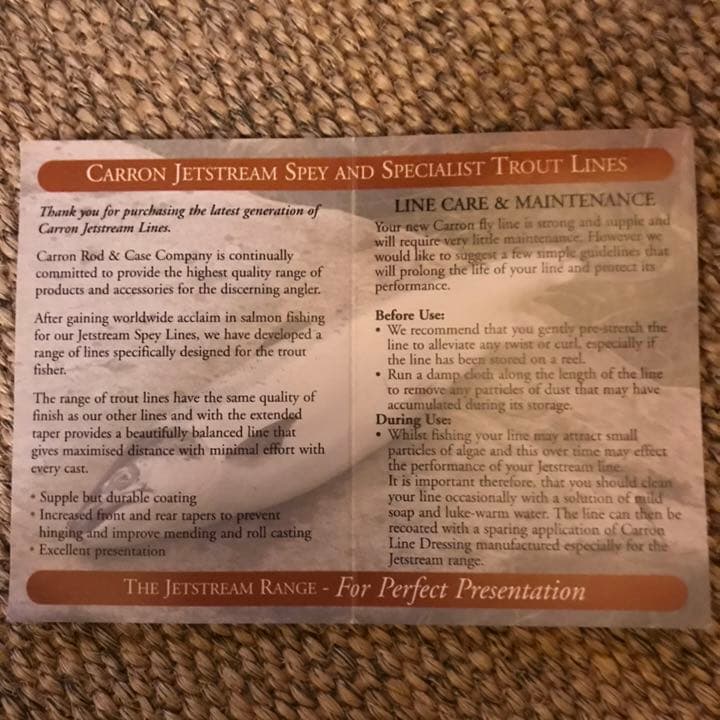 CARRON JETSTREAM SPEY AND SPECIALIST TROUT LINES
Thank you for purchasing the latest generation of
Carron Jetstream Lines.
Carron Rod & Case Company is continually
committed to provide the highest quality range of
products and accessories for the discerning angler.
After gaining worldwide acclaim in salmon fishing
for our Jetstream Spey Lines, we have developed a
range of lines specifically designed for the trout
fisher.
The range of trout lines have the same quality of
finish as our other lines and with the extended
taper provides a beautifully balanced line that
gives maximised distance with minimal effort with
every cast.
• Supple but durable coating
• Increased front and rear tapers to prevent
hinging and improve mending and roll casting
• Excellent presentation
LINE CARE & MAINTENANCE
Your new Carron fly line is strong and supple and
will require very little maintenance. However we
would like to suggest a few simple guidelines that
will prolong the life of your line and protect its
performance.
Before Use:
• We recommend that you gently pre-stretch the
line to alleviate any twist or curl, especially if
the line has been stored on a reel.
• Run a damp cloth along the length of the line
to remove any particles of dust that may have
accumulated during its storage.
During Use:
• Whilst fishing your line may attract small
particles of algae and this over time may effect
the performance of your Jetstream line.
It is important therefore, that you should clean
your line occasionally with a solution of mild
soap and luke-warm water. The line can then be
recoated with a sparing application of Carron
Line Dressing manufactured especially for the
Jetstream range.
THE JETSTREAM RANGE - For Perfect Presentation